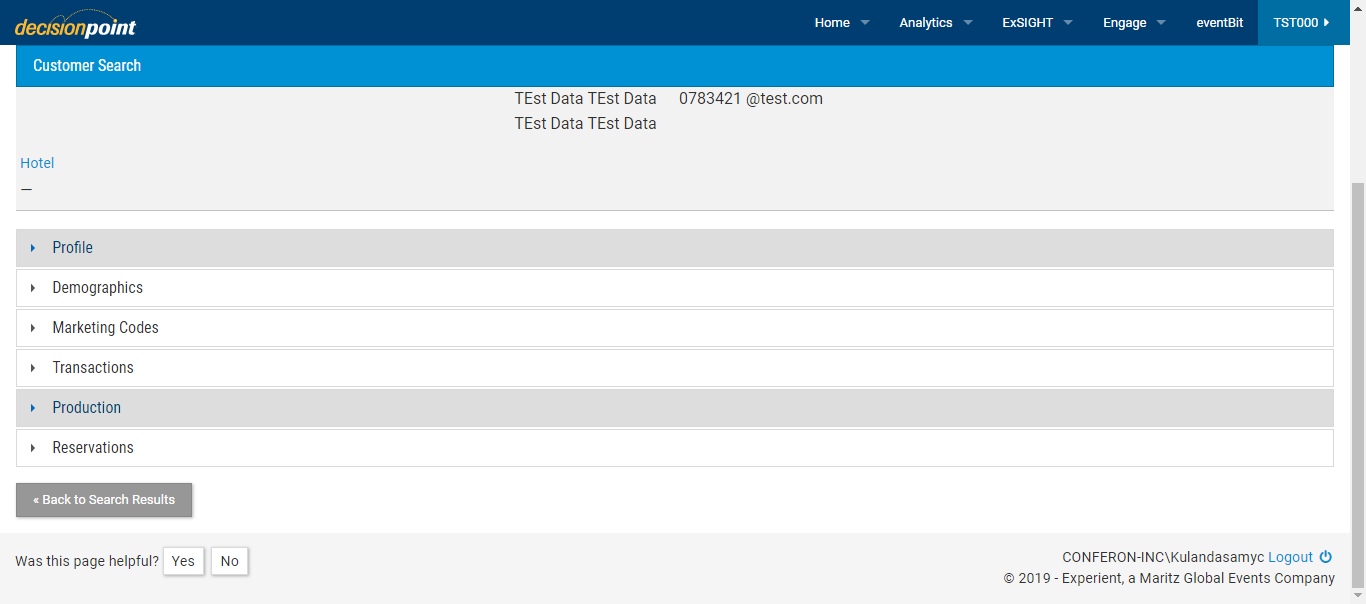 decisionpoint Home Analytics ExSIGHT Engage eventBit TST000
Customer Search
TEst Data TEst Data 0783421 @test.com
TEst Data TEst Data
Hotel
—
Profile
Demographics
Marketing Codes
Transactions
Production
Reservations
« Back to Search Results
Was this page helpful? Yes No
CONFERON-INC\Kulandasamyc Logout
© 2019 - Experient, a Maritz Global Events Company